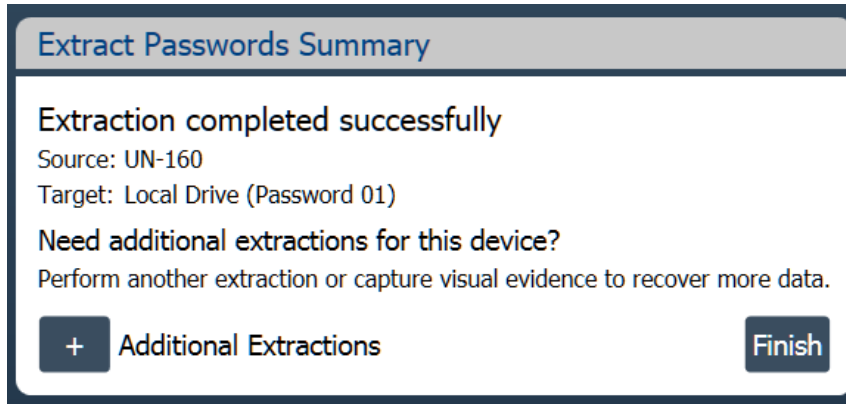 Extract Passwords Summary
Extraction completed successfully
Source: UN-160
Target: Local Drive (Password 01)
Need additional extractions for this device?
Perform another extraction or capture visual evidence to recover more data.
+ Additional Extractions Finish